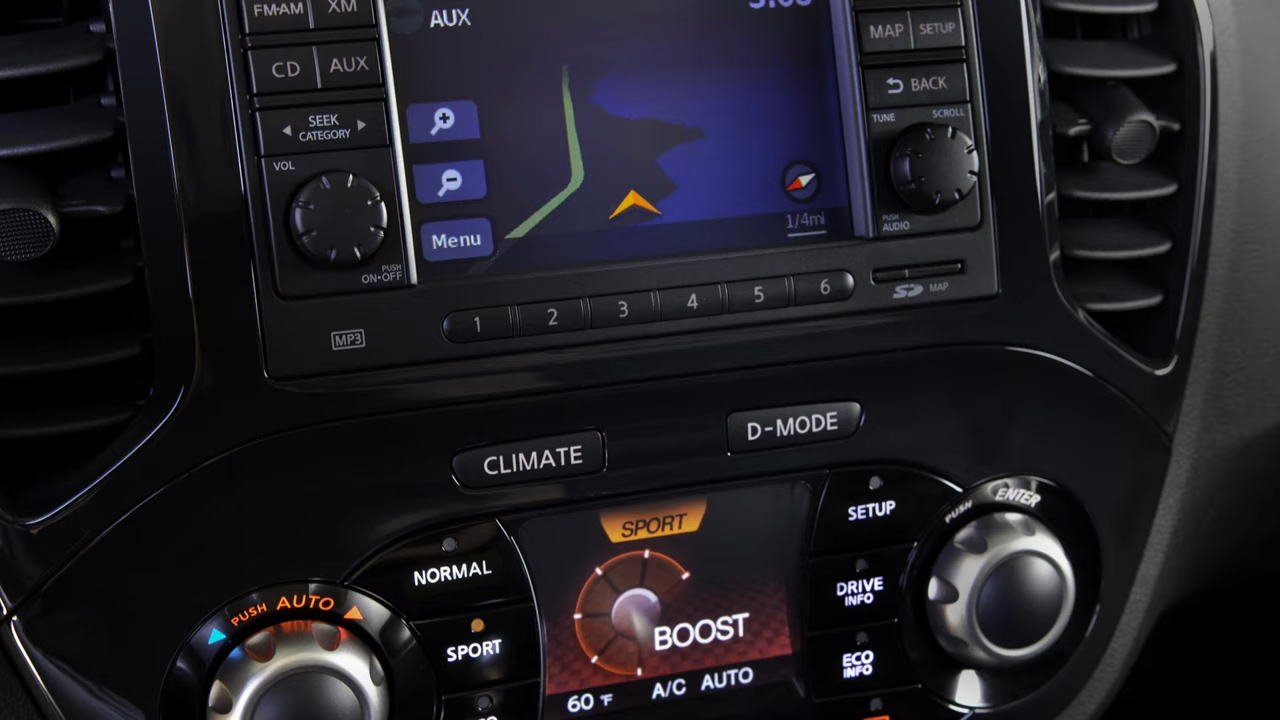 FM·AM
XM
AUX
MAP
SETUP
CD
AUX
BACK
SEEK
CATEGORY
TUNE
SCROLL
VOL
Menu
1/4mi
PUSH
AUDIO
PUSH
ON·OFF
1
2
3
4
5
6
SD
MAP
MP3
CLIMATE
D-MODE
SPORT
SETUP
PUSH
ENTER
NORMAL
DRIVE
INFO
PUSH AUTO
SPORT
BOOST
ECO
INFO
60°F
A/C AUTO